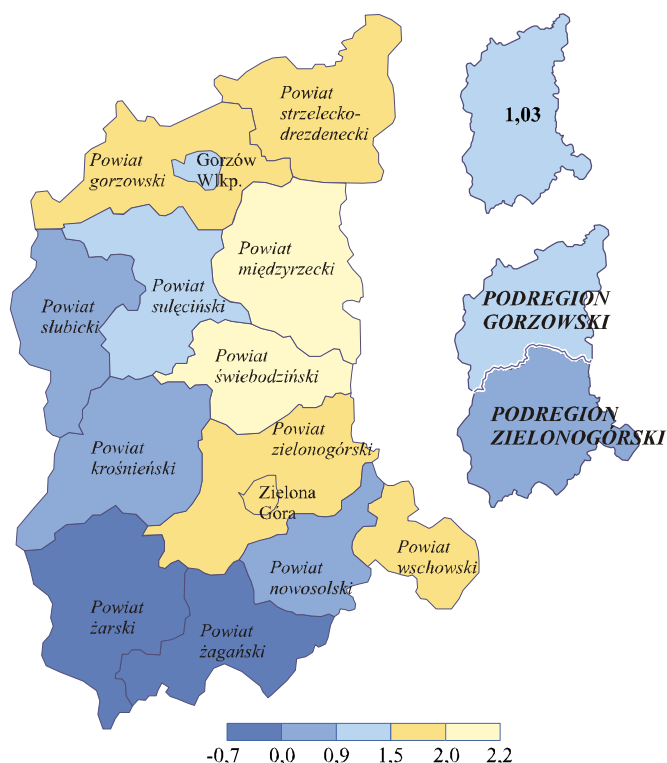 Powiat
strzelecko-
drezdenecki
1,03
Powiat
gorzowski
Gorzów
Wlkp.
Powiat
międzyrzecki
Powiat
sulęciński
Powiat
słubicki
PODREGION
GORZOWSKI
Powiat
świebodziński
PODREGION
ZIELONOGÓRSKI
Powiat
zielonogórski
Powiat
krośnieński
Zielona
Góra
Powiat
wschowski
Powiat
nowosolski
Powiat
żarski
Powiat
żagański
-0,7 0,0 0,9 1,5 2,0 2,2